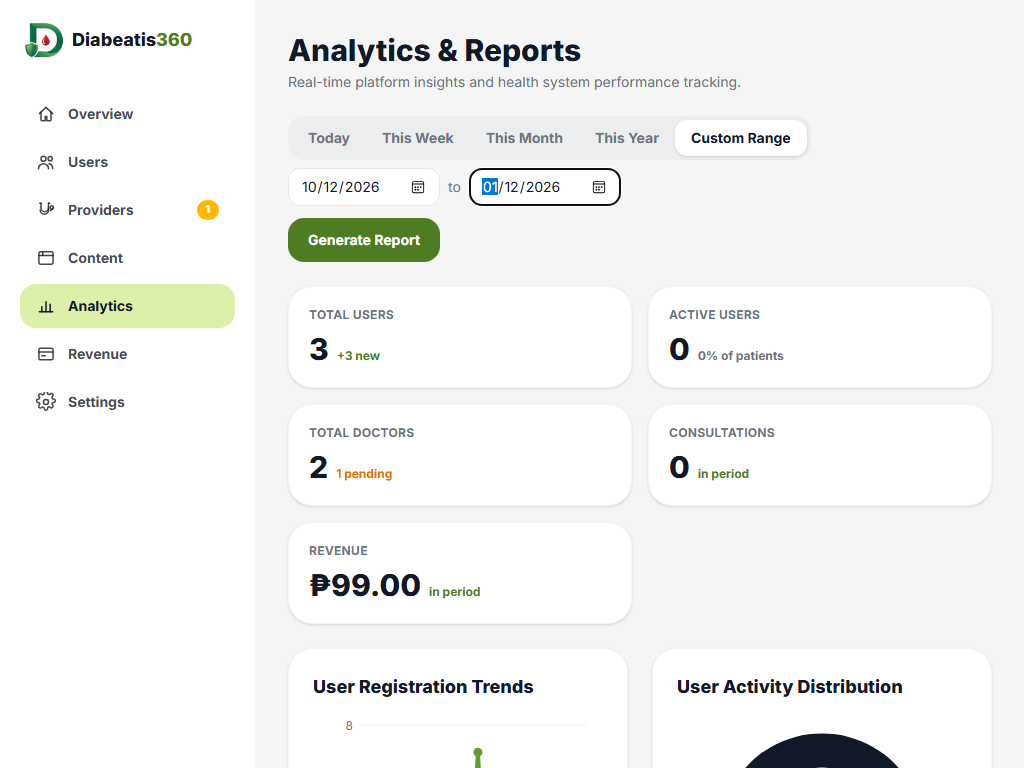 Diabeatis360
Overview
Users
Providers 1
Content
Analytics
Revenue
Settings
Analytics & Reports
Real-time platform insights and health system performance tracking.
Today This Week This Month This Year Custom Range
10/12/2026 to 01/12/2026
Generate Report
TOTAL USERS
3 +3 new
ACTIVE USERS
0 0% of patients
TOTAL DOCTORS
2 1 pending
CONSULTATIONS
0 in period
REVENUE
₱99.00 in period
User Registration Trends
8
User Activity Distribution